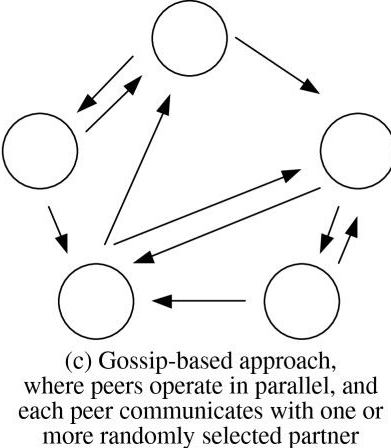 (c) Gossip-based approach,
where peers operate in parallel, and
each peer communicates with one or
more randomly selected partner